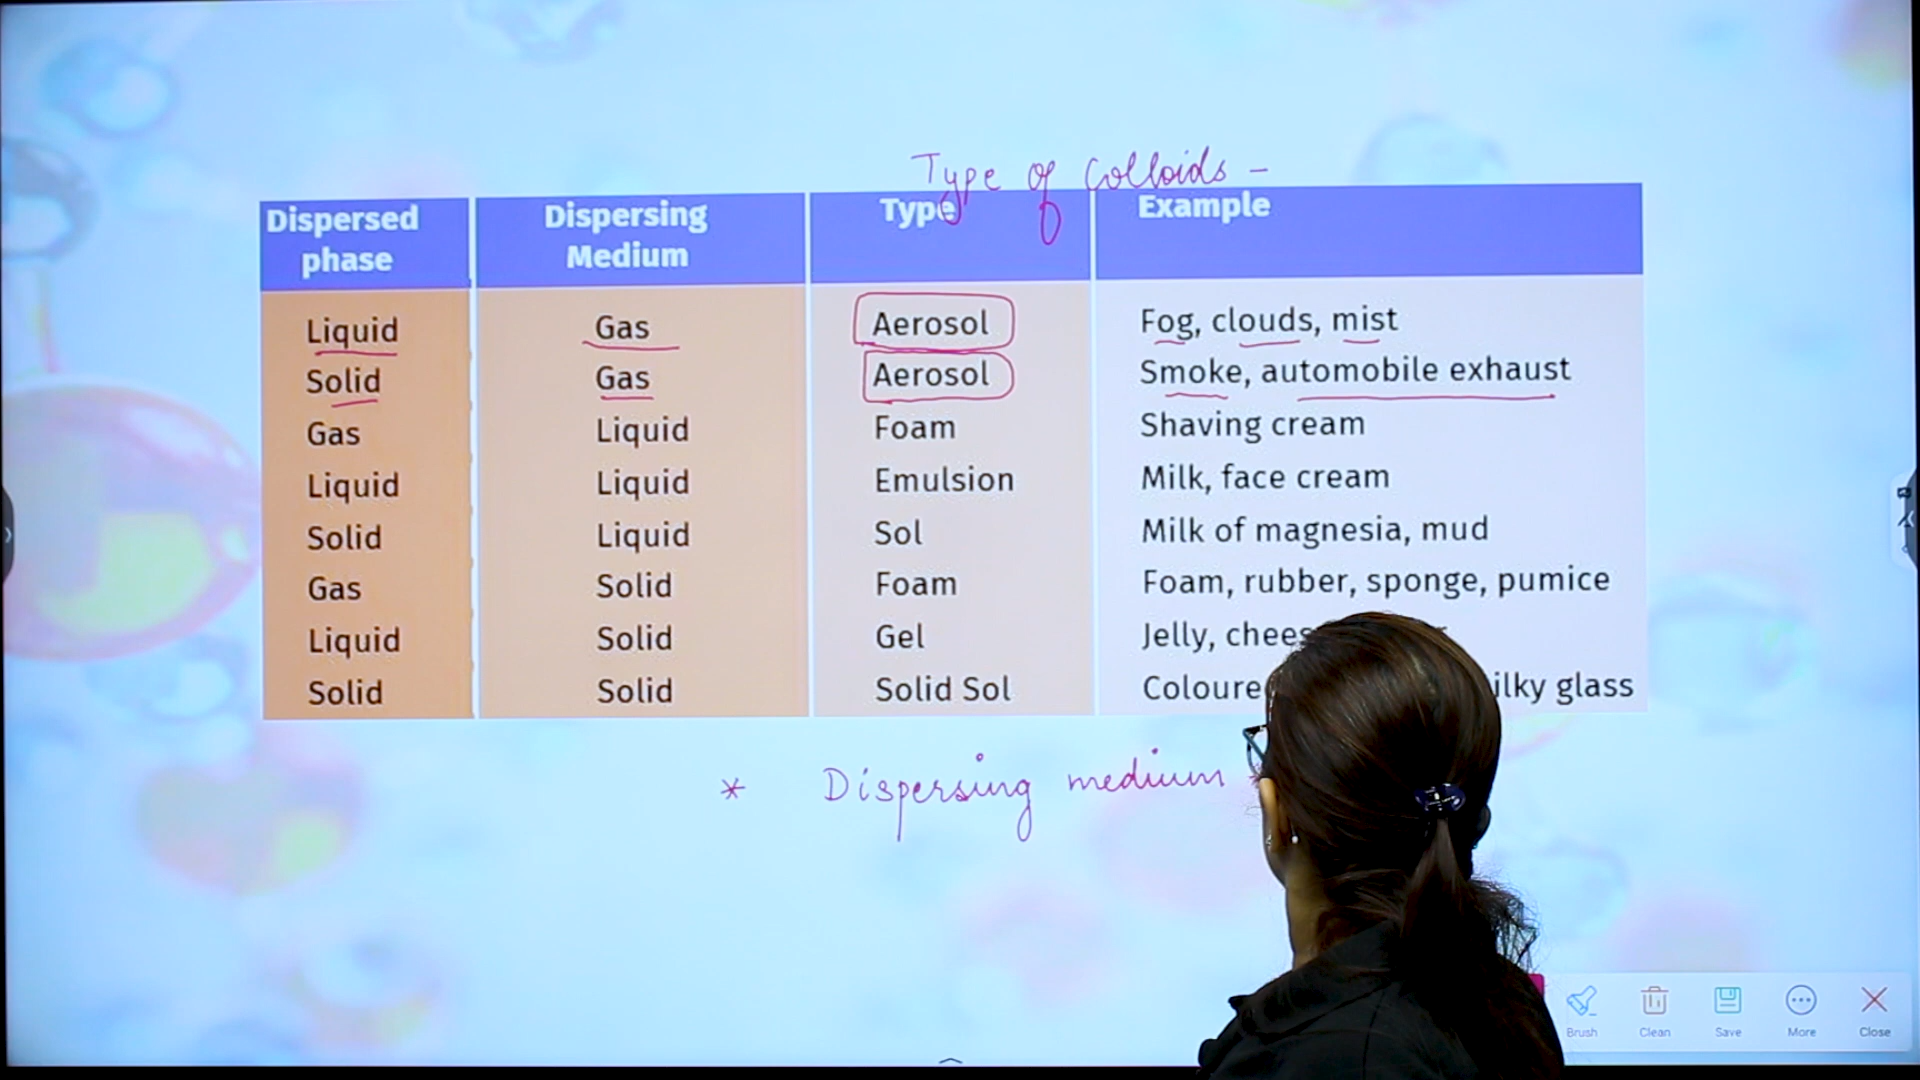 Type of Colloids -
Dispersed phase Dispersing Medium Type Example
Liquid Gas Aerosol Fog, clouds, mist
Solid Gas Aerosol Smoke, automobile exhaust
Gas Liquid Foam Shaving cream
Liquid Liquid Emulsion Milk, face cream
Solid Liquid Sol Milk of magnesia, mud
Gas Solid Foam Foam, rubber, sponge, pumice
Liquid Solid Gel Jelly,
Solid Solid Solid Sol glass
* Dispersing medium
Brush Clean Save More Close